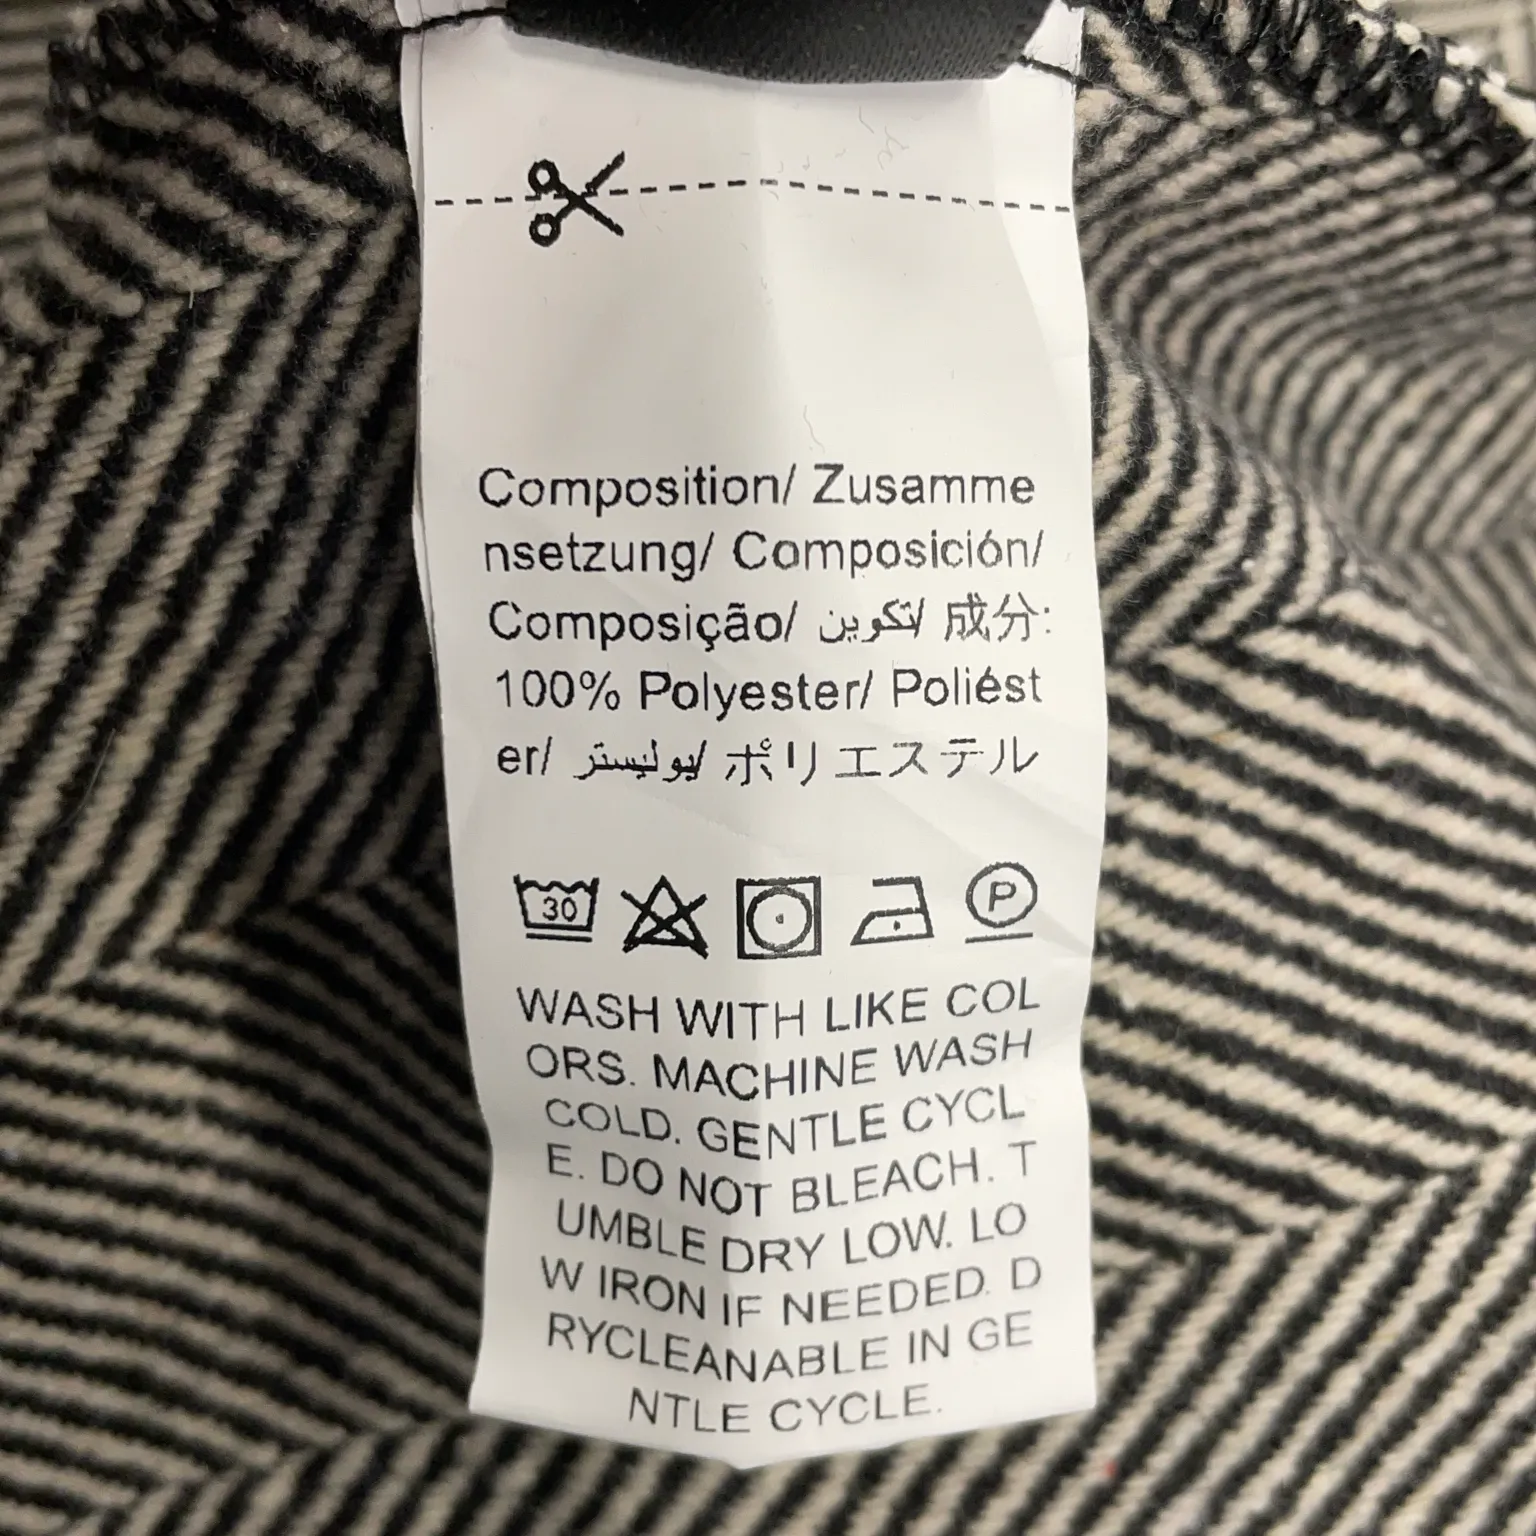 Composition/ Zusamme
nsetzung/ Composición/
Composição/ تكوين/ 成分:
100% Polyester/ Poliést
er/ يوليستر/ ポリエステル
30 P
WASH WITH LIKE COL
ORS. MACHINE WASH
COLD. GENTLE CYCL
E. DO NOT BLEACH. T
UMBLE DRY LOW. LO
W IRON IF NEEDED. D
RYCLEANABLE IN GE
NTLE CYCLE.